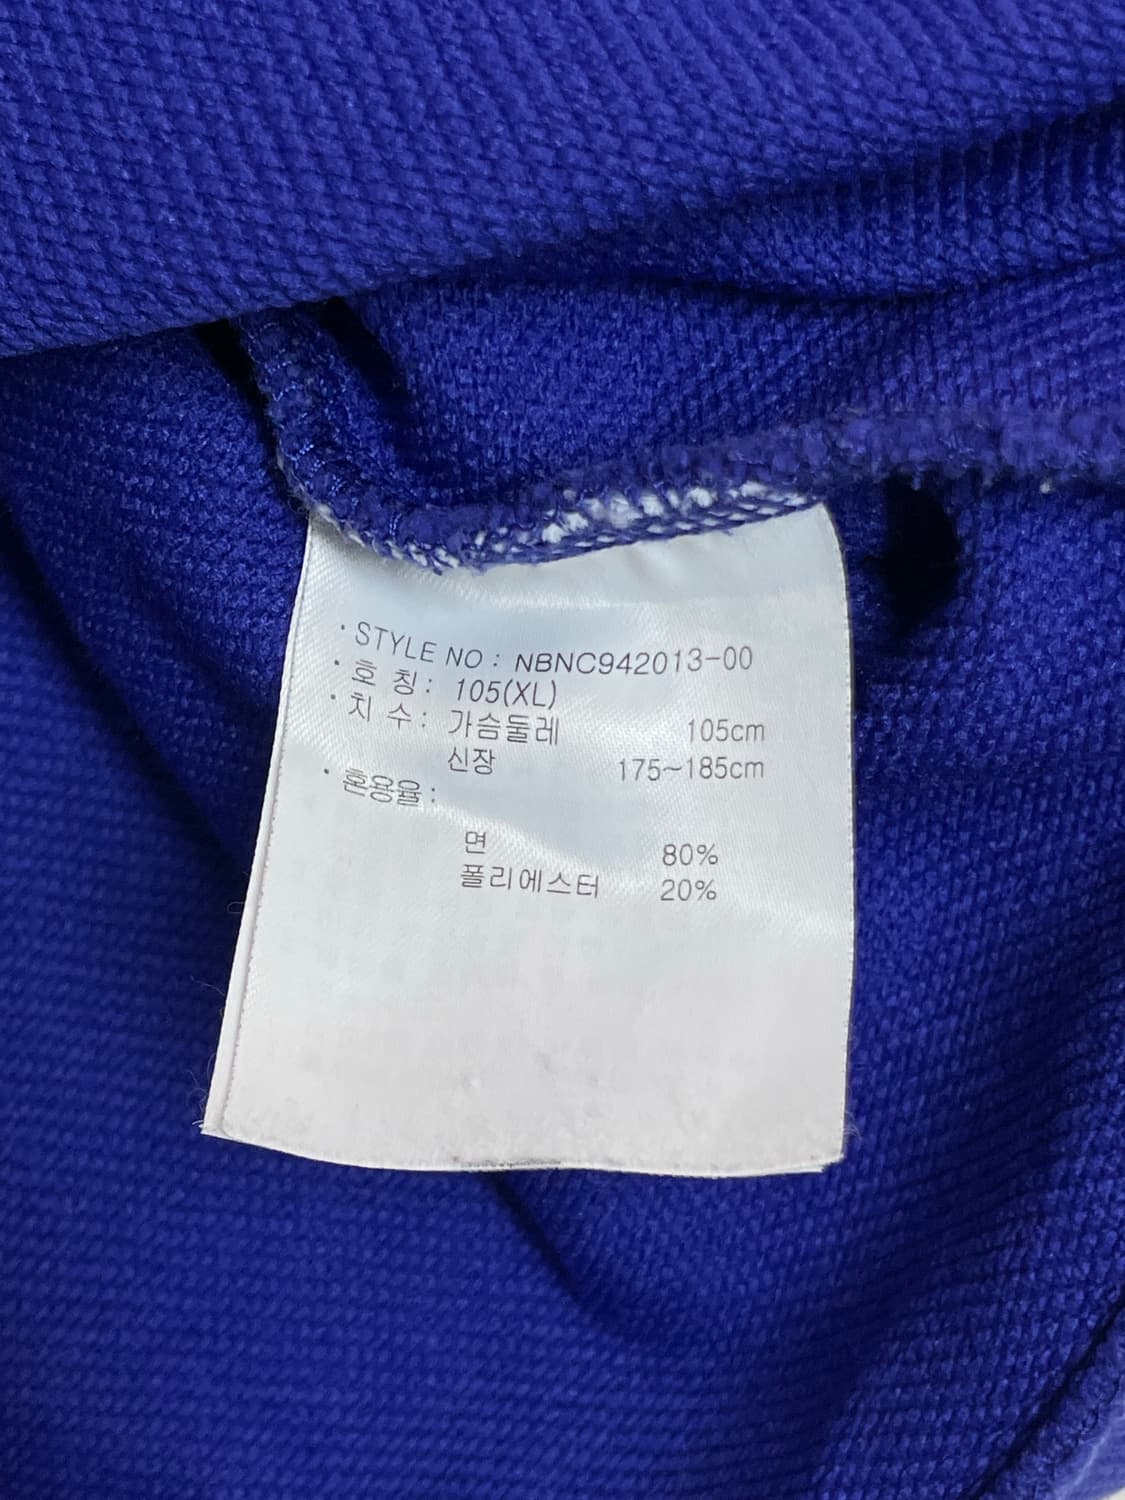 · STYLE NO : NBNC942013-00
· 호 칭 : 105(XL)
· 치 수 : 가슴둘레 105cm
신장 175~185cm
· 혼용율 :
면 80%
폴리에스터 20%